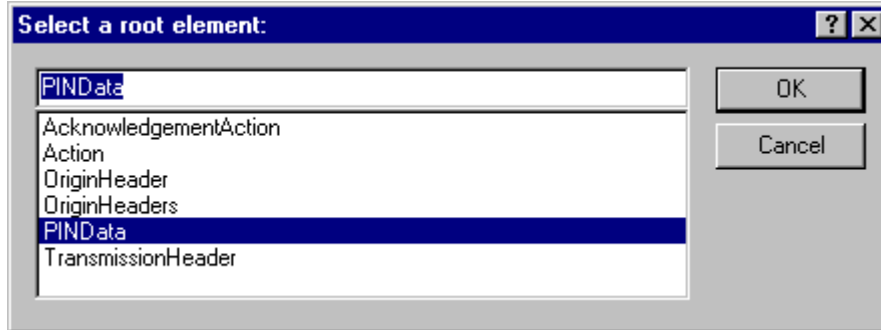 Select a root element:
PINData
OK
AcknowledgementAction
Action
Cancel
OriginHeader
OriginHeaders
PINData
TransmissionHeader